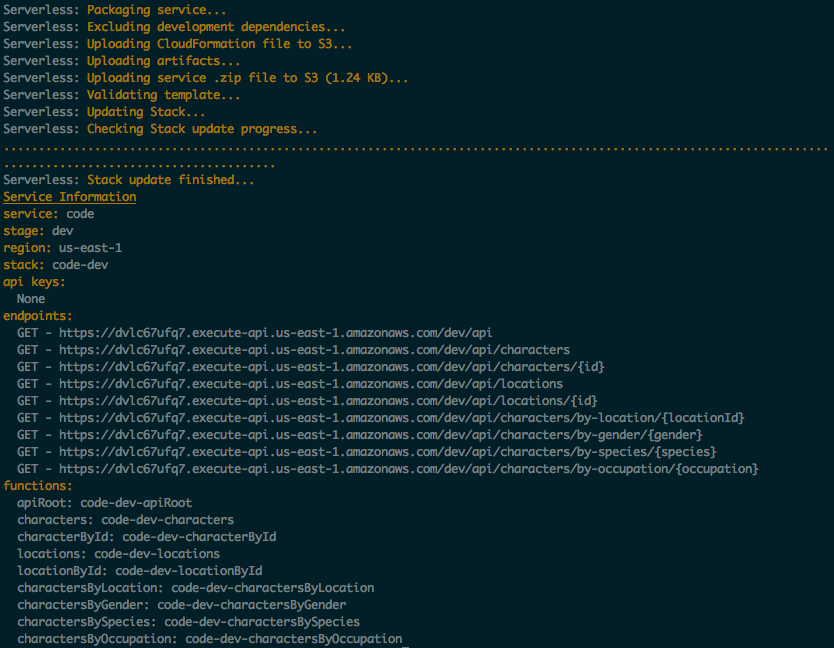 Serverless: Packaging service...
Serverless: Excluding development dependencies...
Serverless: Uploading CloudFormation file to S3...
Serverless: Uploading artifacts...
Serverless: Uploading service .zip file to S3 (1.24 KB)...
Serverless: Validating template...
Serverless: Updating Stack...
Serverless: Checking Stack update progress...
......................................................................................................................
.......................................
Serverless: Stack update finished...
Service Information
service: code
stage: dev
region: us-east-1
stack: code-dev
api keys:
  None
endpoints:
  GET - https://dvlc67ufq7.execute-api.us-east-1.amazonaws.com/dev/api
  GET - https://dvlc67ufq7.execute-api.us-east-1.amazonaws.com/dev/api/characters
  GET - https://dvlc67ufq7.execute-api.us-east-1.amazonaws.com/dev/api/characters/{id}
  GET - https://dvlc67ufq7.execute-api.us-east-1.amazonaws.com/dev/api/locations
  GET - https://dvlc67ufq7.execute-api.us-east-1.amazonaws.com/dev/api/locations/{id}
  GET - https://dvlc67ufq7.execute-api.us-east-1.amazonaws.com/dev/api/characters/by-location/{locationId}
  GET - https://dvlc67ufq7.execute-api.us-east-1.amazonaws.com/dev/api/characters/by-gender/{gender}
  GET - https://dvlc67ufq7.execute-api.us-east-1.amazonaws.com/dev/api/characters/by-species/{species}
  GET - https://dvlc67ufq7.execute-api.us-east-1.amazonaws.com/dev/api/characters/by-occupation/{occupation}
functions:
  apiRoot: code-dev-apiRoot
  characters: code-dev-characters
  characterById: code-dev-characterById
  locations: code-dev-locations
  locationById: code-dev-locationById
  charactersByLocation: code-dev-charactersByLocation
  charactersByGender: code-dev-charactersByGender
  charactersBySpecies: code-dev-charactersBySpecies
  charactersByOccupation: code-dev-charactersByOccupation